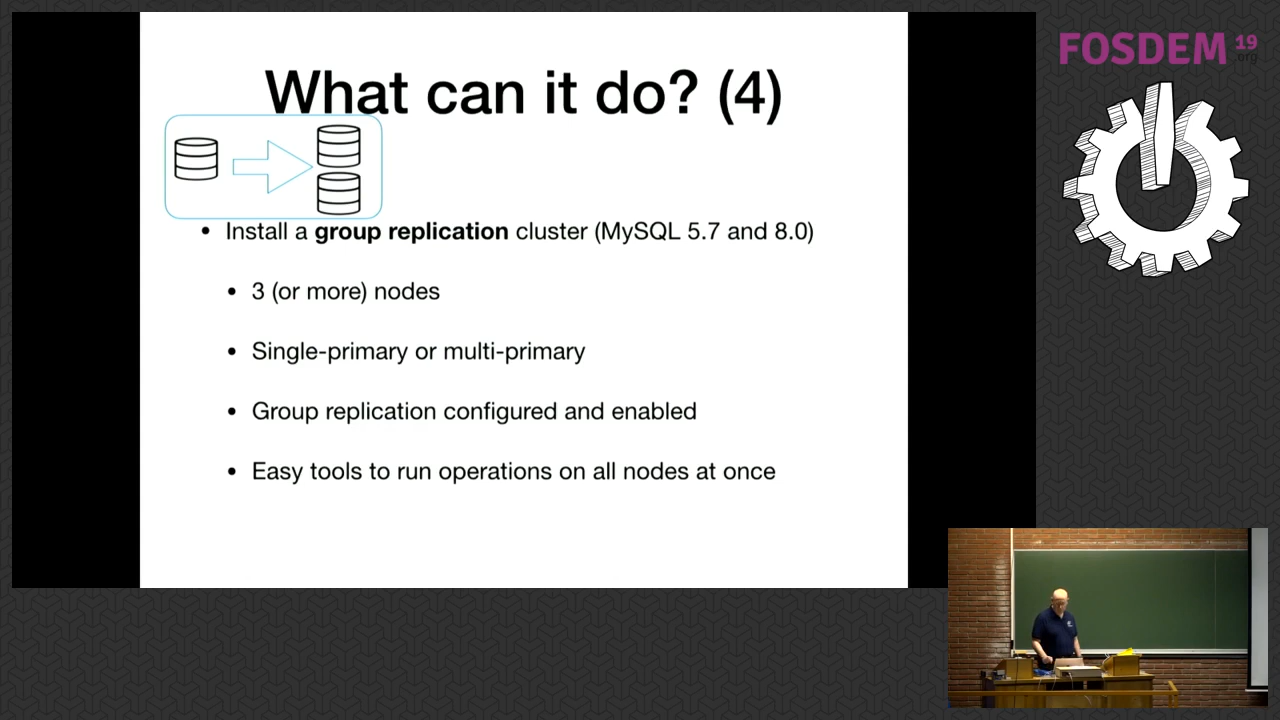 What can it do? (4)
• Install a group replication cluster (MySQL 5.7 and 8.0)
• 3 (or more) nodes
• Single-primary or multi-primary
• Group replication configured and enabled
• Easy tools to run operations on all nodes at once
FOSDEM 19
.org